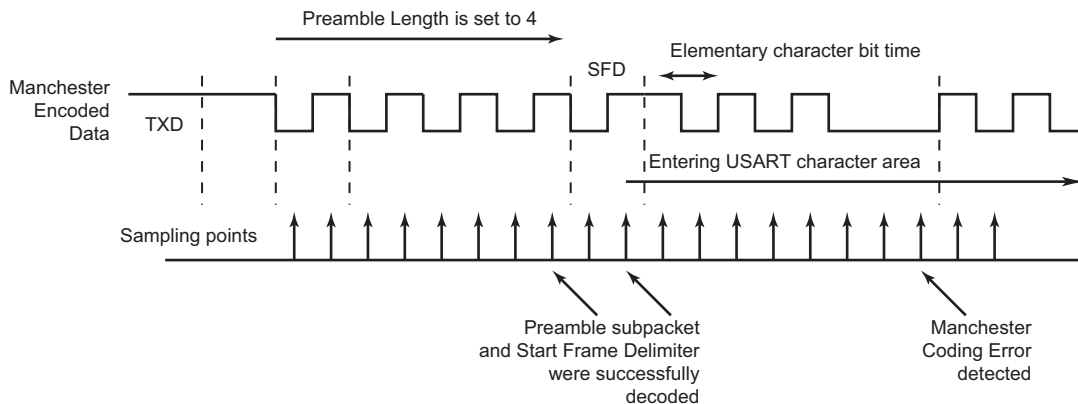 Preamble Length is set to 4
Elementary character bit time
SFD
Manchester
Encoded
Data
TXD
Entering USART character area
Sampling points
Preamble subpacket
and Start Frame Delimiter
were successfully
decoded
Manchester
Coding Error
detected